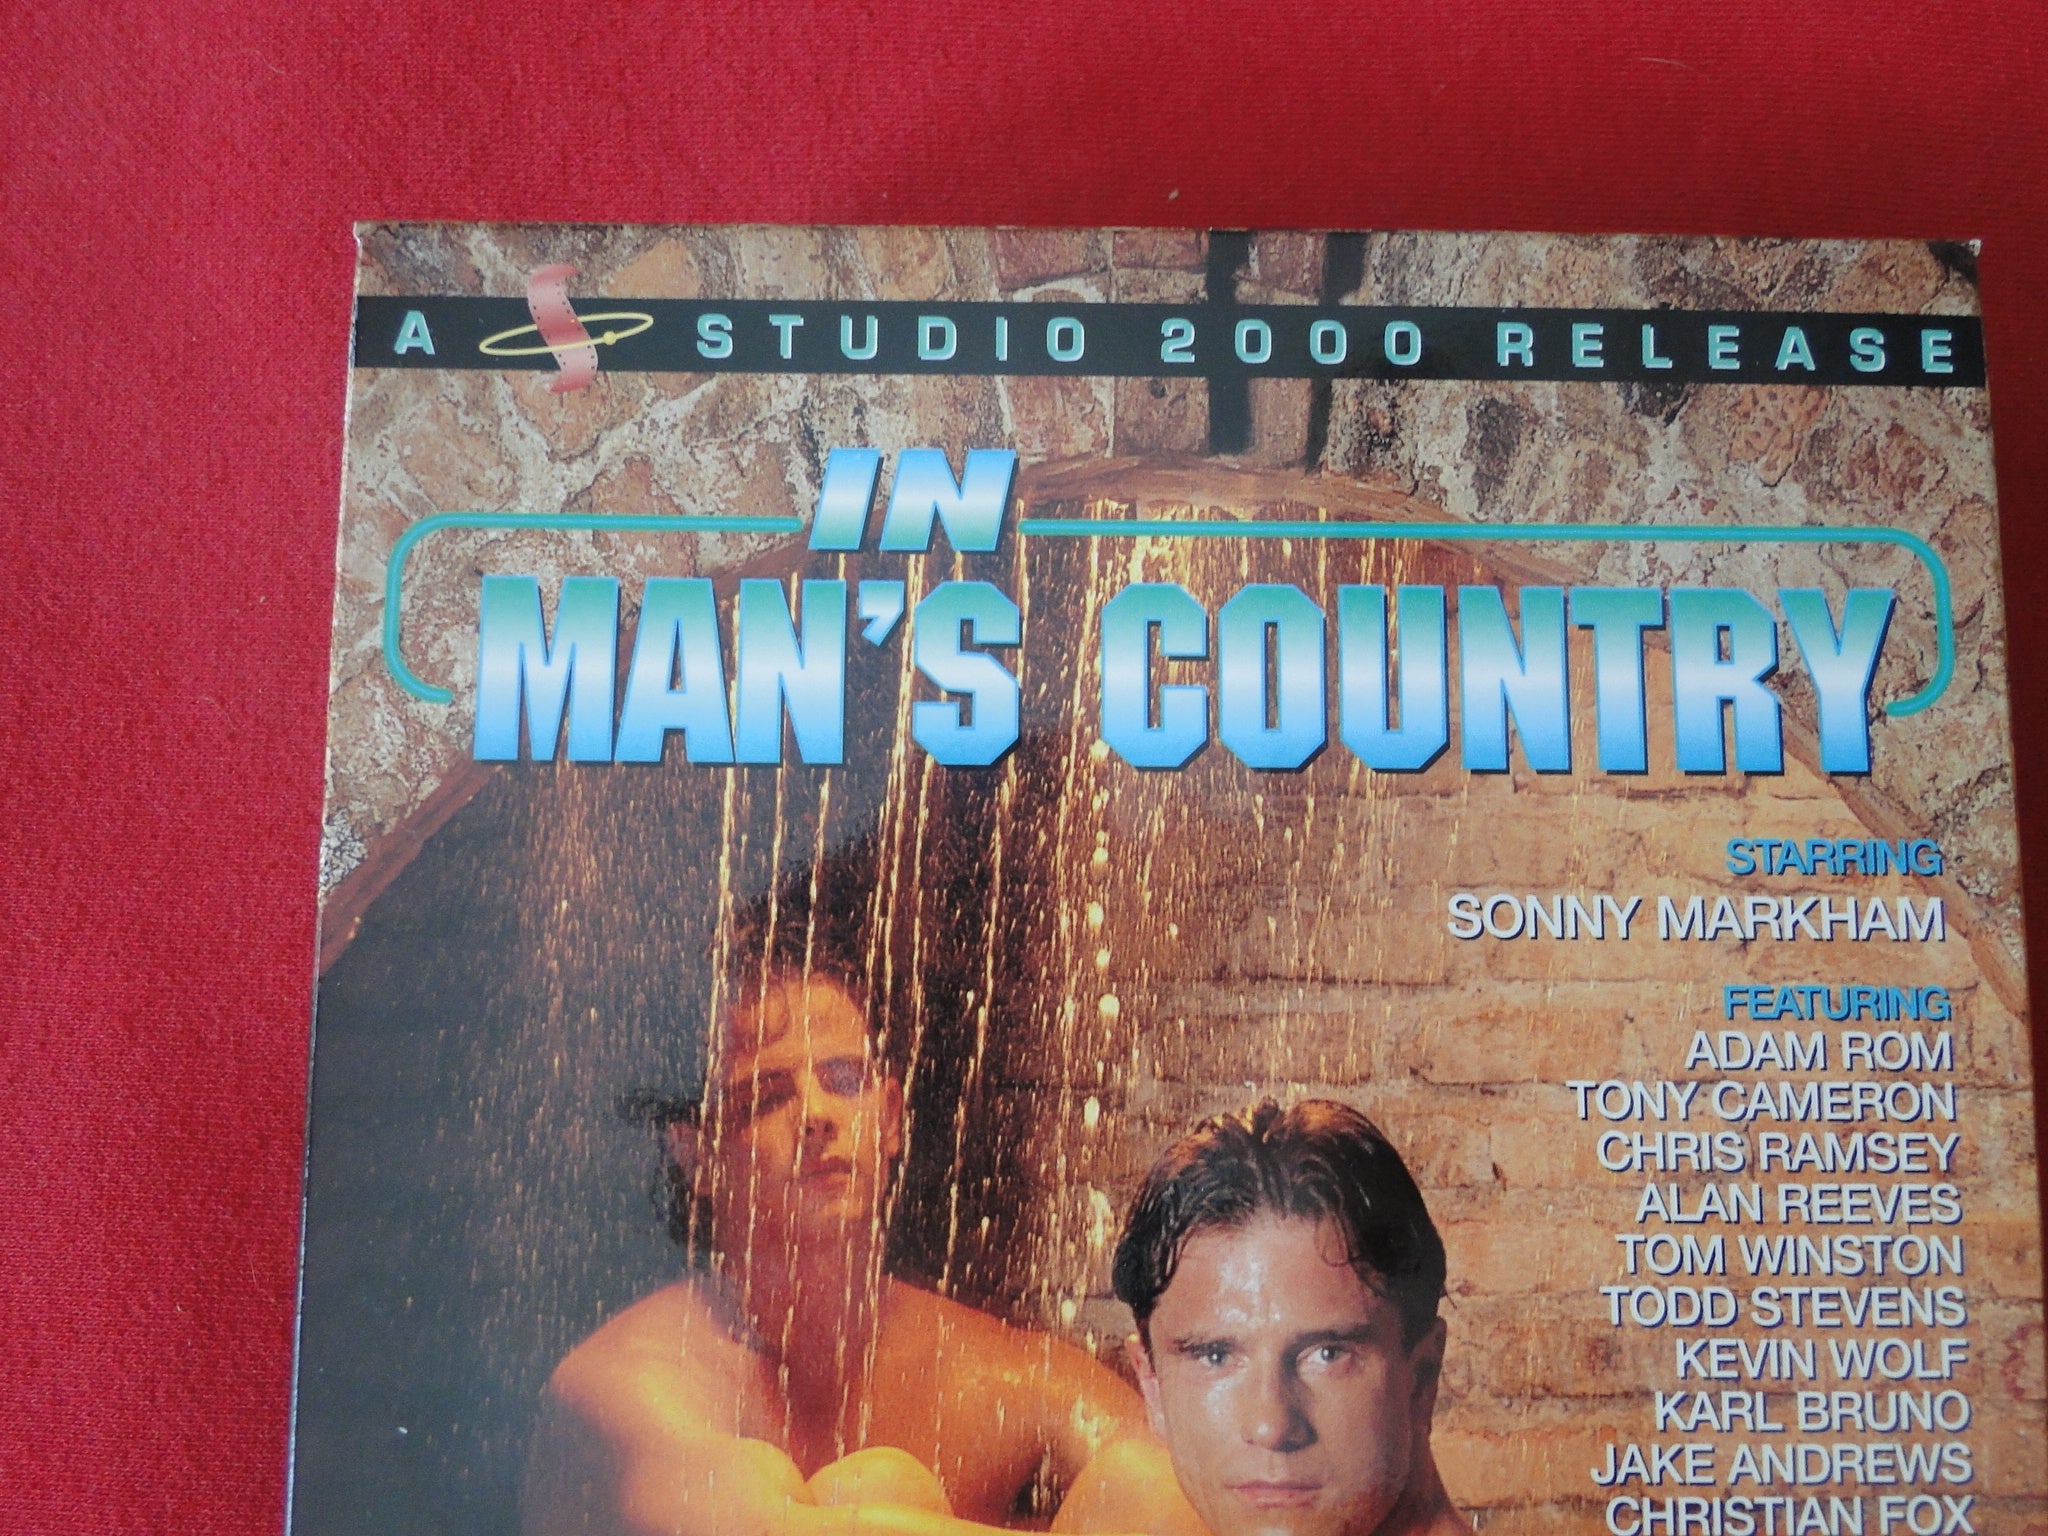 A STUDIO 2000 RELEASE
IN
MAN'S COUNTRY
STARRING
SONNY MARKHAM
FEATURING
ADAM ROM
TONY CAMERON
CHRIS RAMSEY
ALAN REEVES
TOM WINSTON
TODD STEVENS
KEVIN WOLF
KARL BRUNO
JAKE ANDREWS
CHRISTIAN FOX